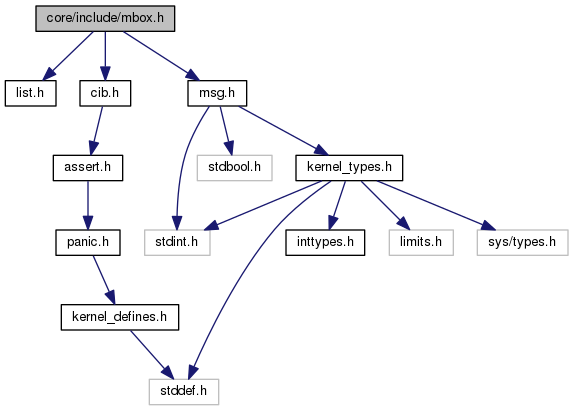 core/include/mbox.h
list.h
cib.h
msg.h
assert.h
stdbool.h
kernel_types.h
panic.h
stdint.h
inttypes.h
limits.h
sys/types.h
kernel_defines.h
stddef.h